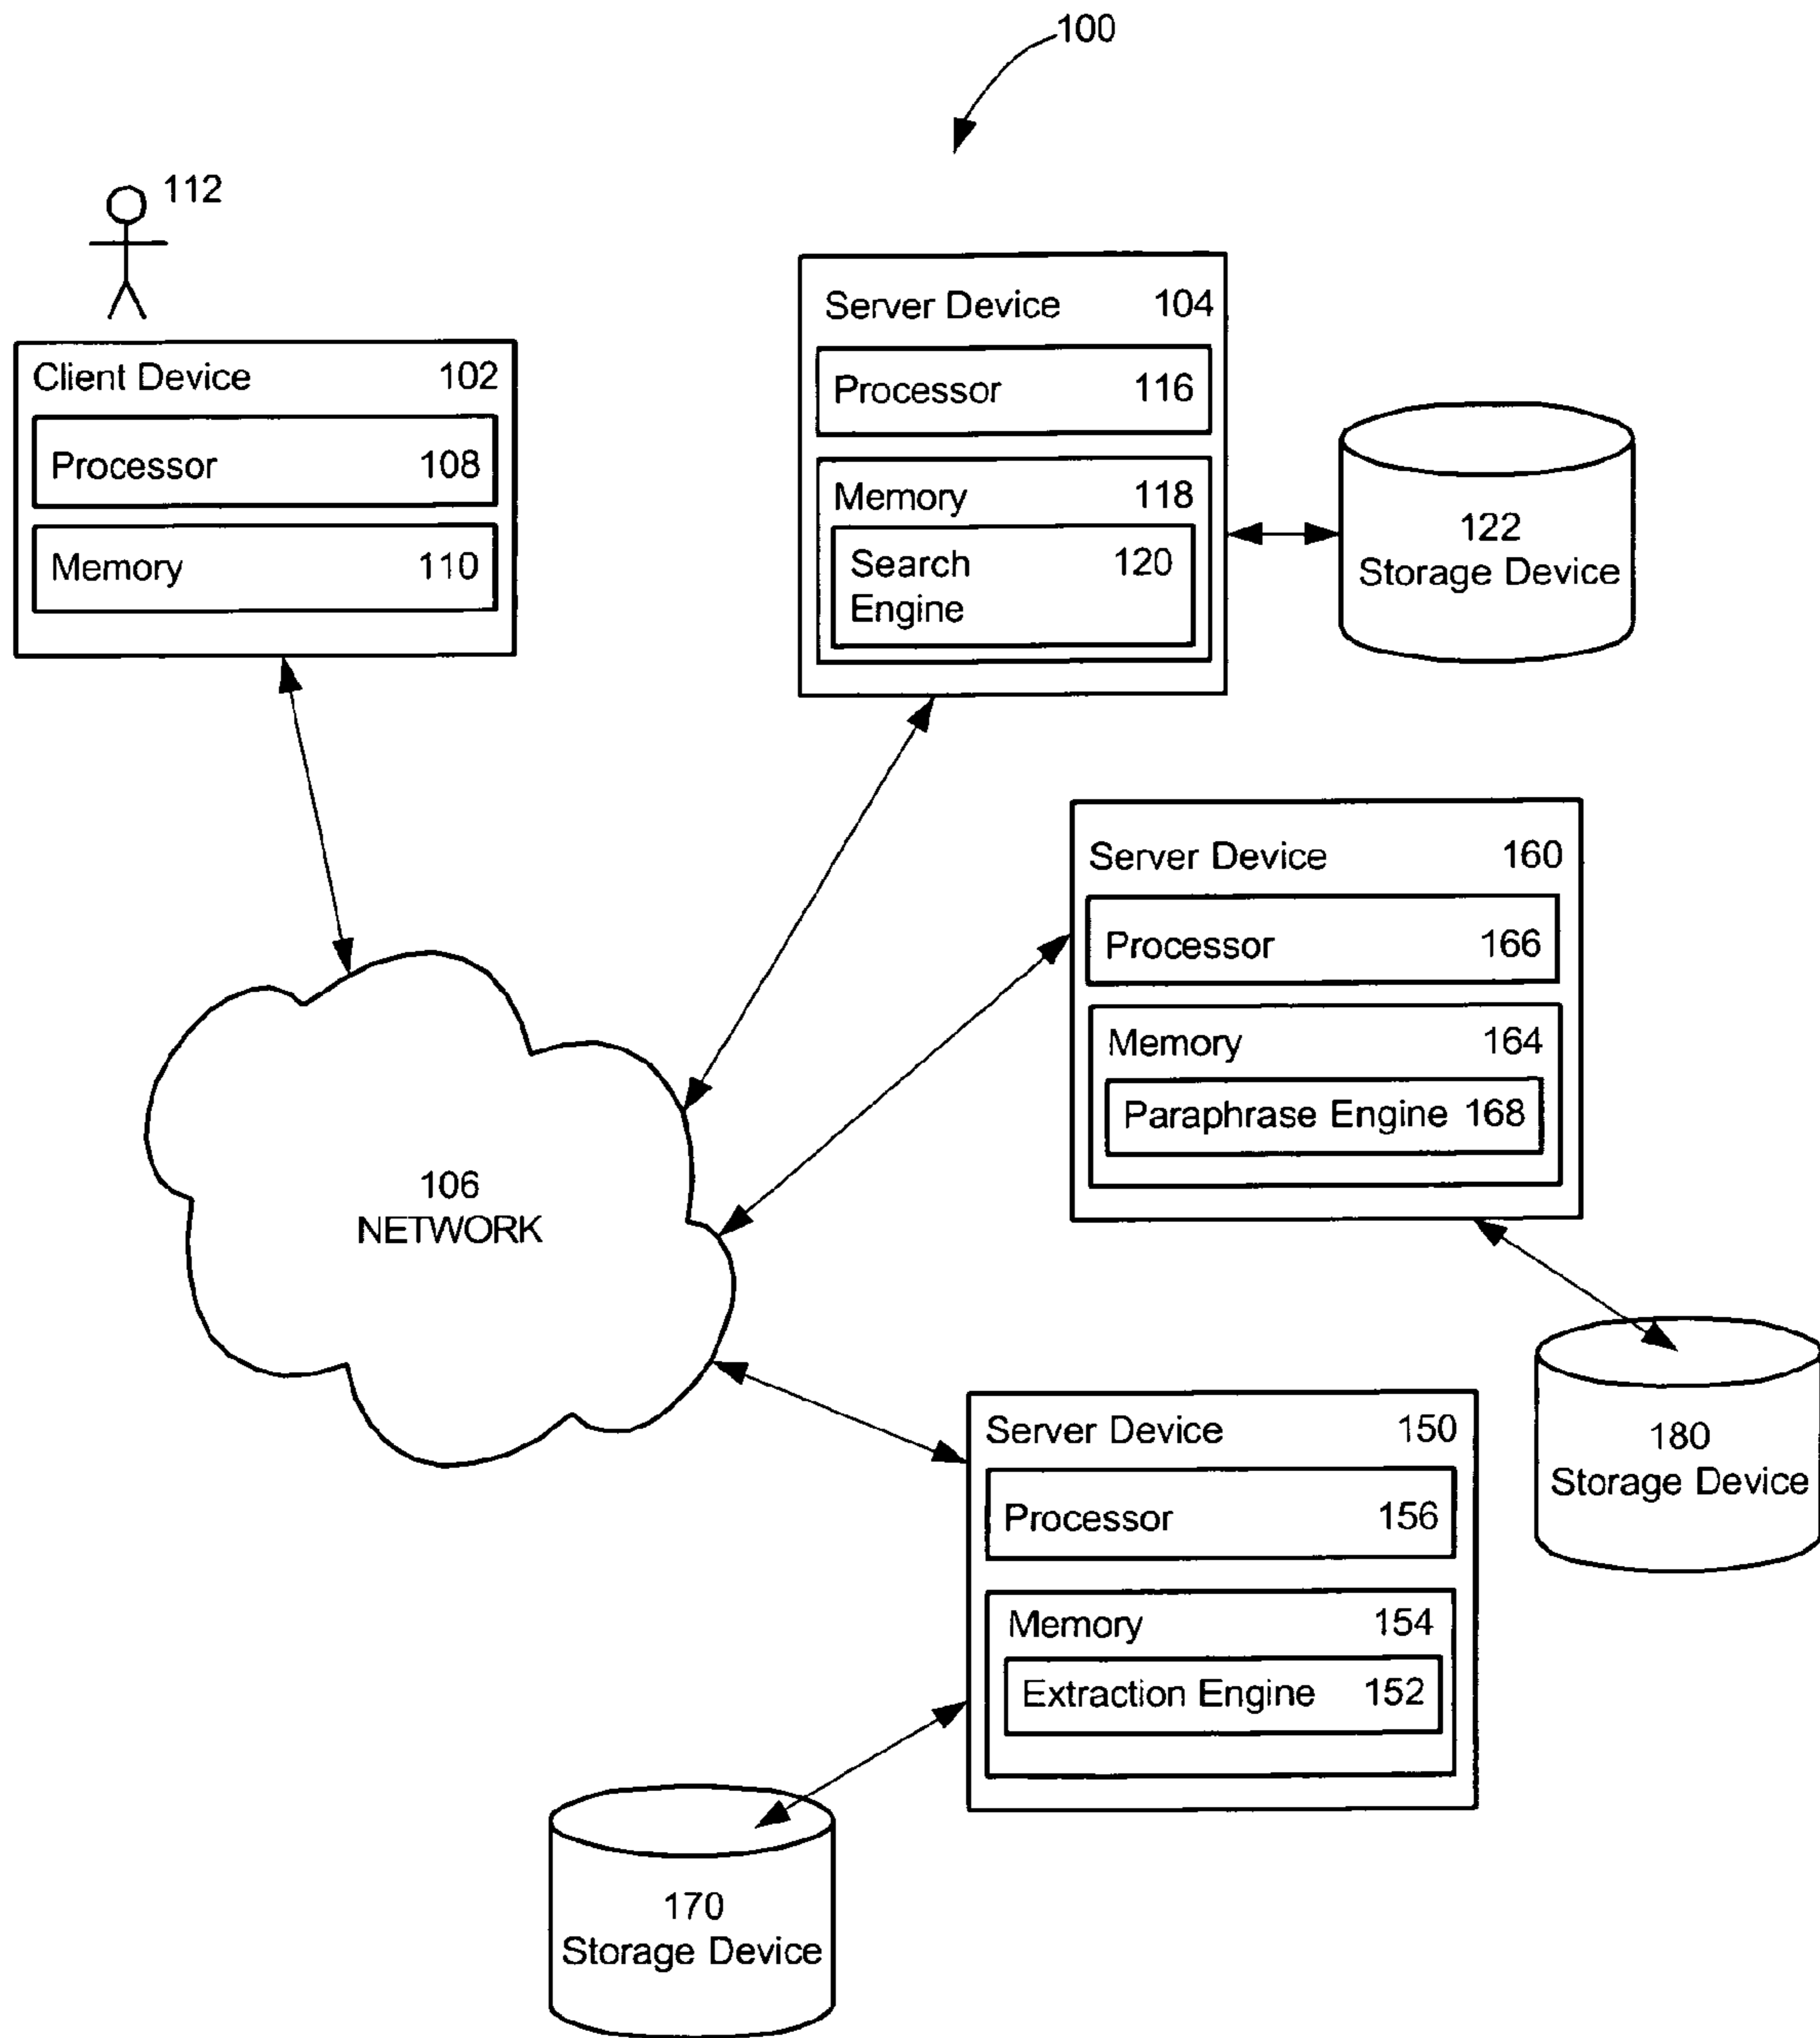 100
112
Client Device 102
Processor 108
Memory 110
Server Device 104
Processor 116
Memory 118
Search 120
Engine
122
Storage Device
Server Device 160
Processor 166
Memory 164
Paraphrase Engine 168
106
NETWORK
180
Storage Device
Server Device 150
Processor 156
Memory 154
Extraction Engine 152
170
Storage Device